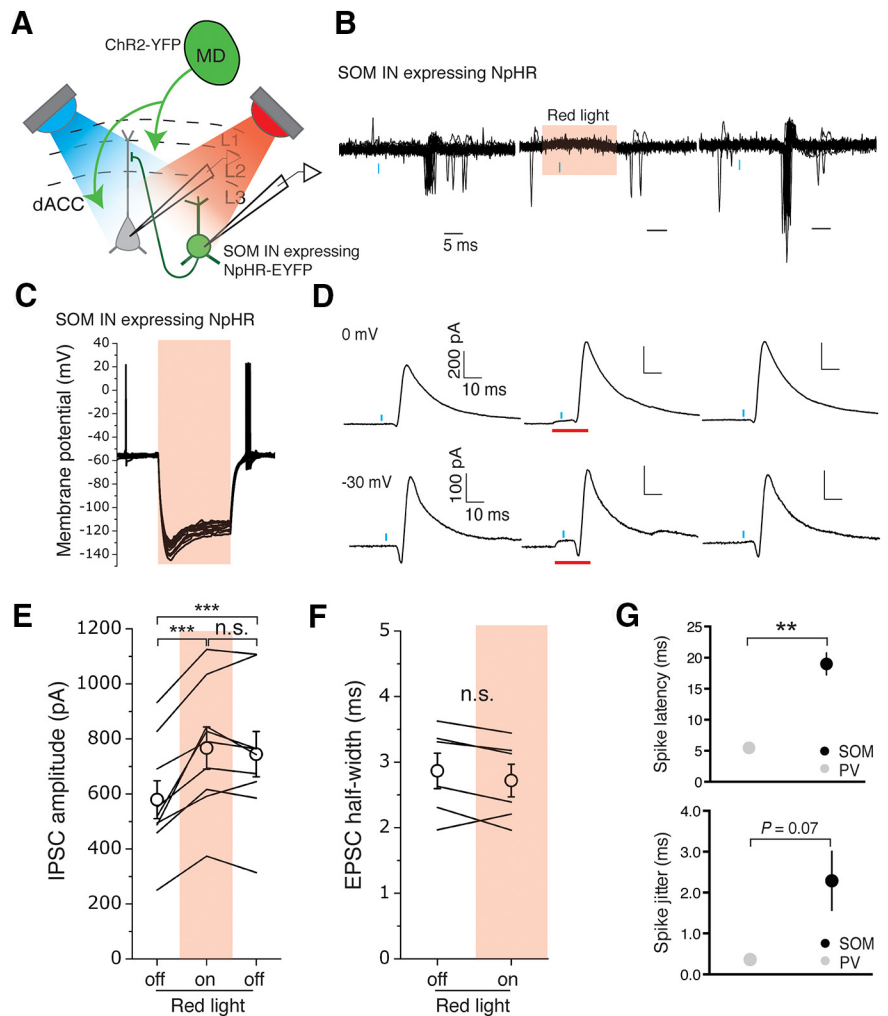 A
ChR2-YFP
MD
L1
L2
L3
dACC
SOM IN expressing
NpHR-EYFP
B
SOM IN expressing NpHR
Red light
5 ms
C
SOM IN expressing NpHR
Membrane potential (mV)
40
20
0
-20
-40
-60
-80
-100
-120
-140
D
0 mV
200 pA
10 ms
-30 mV
100 pA
10 ms
E
***
*** n.s.
IPSC amplitude (pA)
1200
1000
800
600
400
200
0
off on off
Red light
F
n.s.
EPSC half-width (ms)
5
4
3
2
1
0
off on
Red light
G
**
Spike latency (ms)
25
20
15
10
5
0
SOM
PV
P = 0.07
Spike jitter (ms)
4.0
3.0
2.0
1.0
0.0
SOM
PV